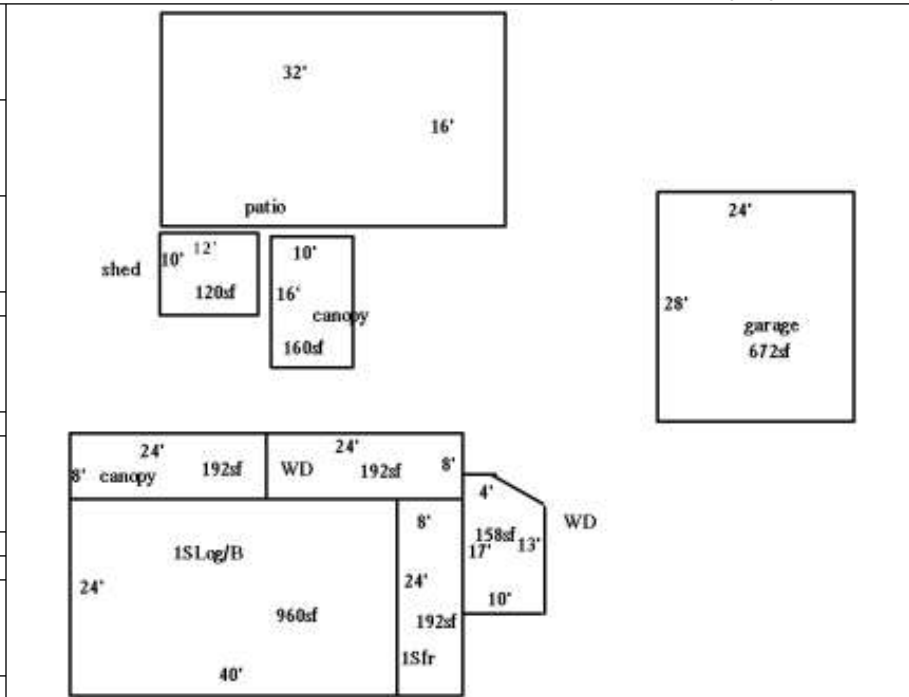 32'
16'
patio
shed
10'
12'
120sf
10'
16'
canopy
160sf
24'
28'
garage
672sf
24'
8'
canopy
192sf
24'
WD
192sf
8'
4'
158sf
17'
13'
10'
WD
1SLog/B
24'
960sf
40'
8'
24'
192sf
1Sfr